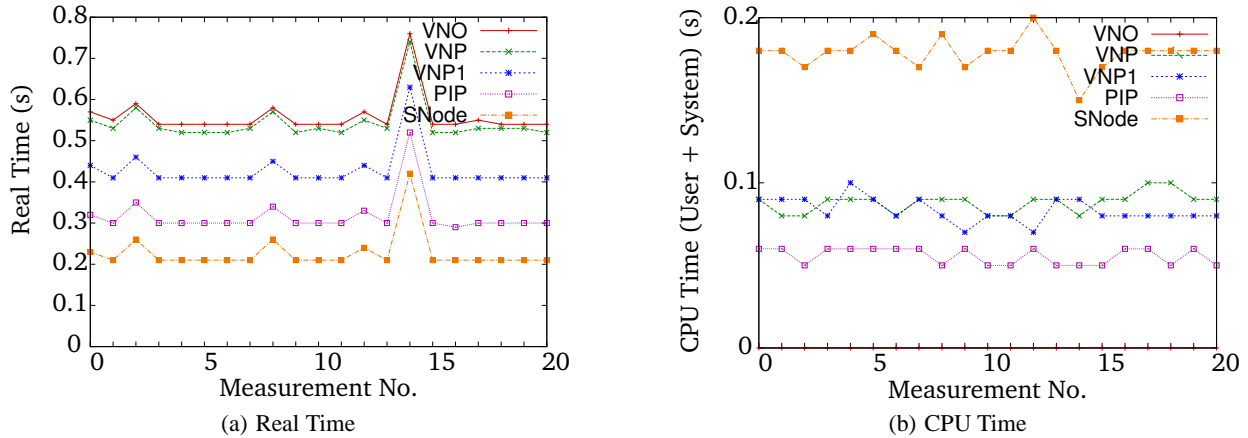 0.8
0.7
0.6
0.5
0.4
0.3
0.2
0.1
0
Real Time (s)
VNO
VNP
VNP1
PIP
SNode
0 5 10 15 20
Measurement No.
(a) Real Time
0.2
0.1
0
CPU Time (User + System) (s)
VNO
VNP
VNP1
PIP
SNode
0 5 10 15 20
Measurement No.
(b) CPU Time